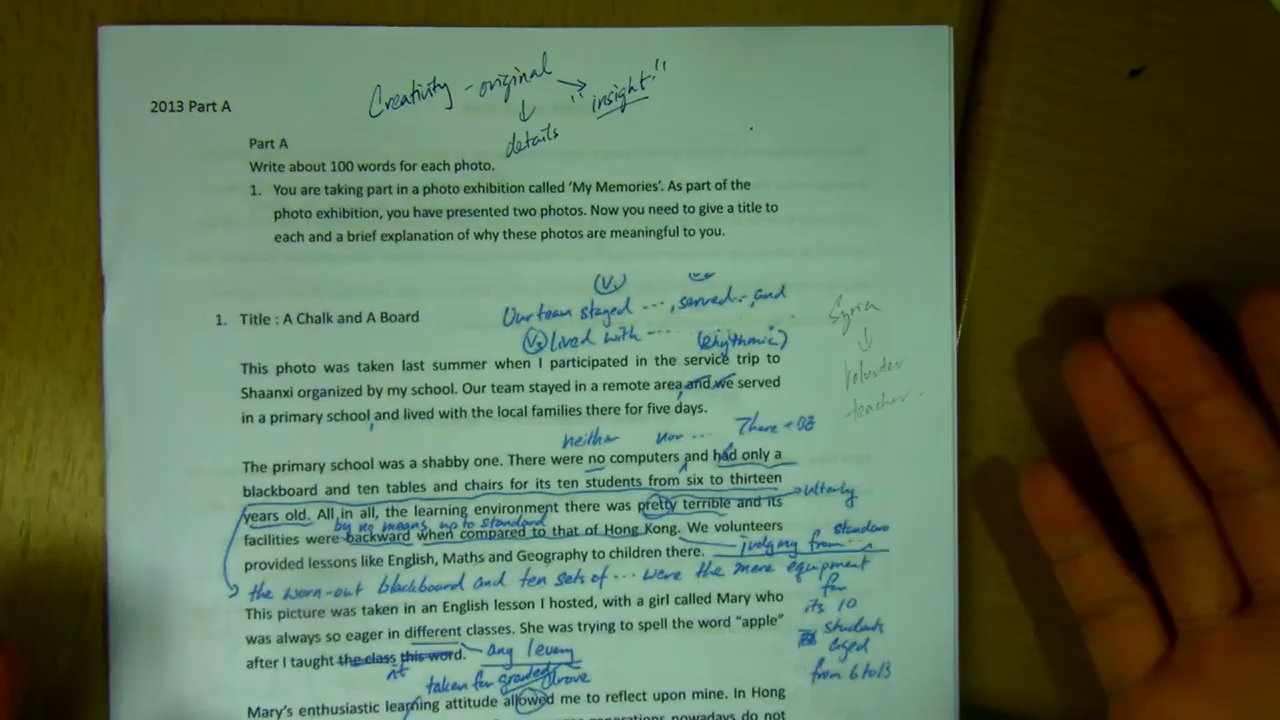 Creativity - original → "insight"
2013 Part A
↓
details
Part A
Write about 100 words for each photo.
1. You are taking part in a photo exhibition called 'My Memories'. As part of the
photo exhibition, you have presented two photos. Now you need to give a title to
each and a brief explanation of why these photos are meaningful to you.
Our team stayed ..., served..., and
1. Title : A Chalk and A Board
lived with ... (rhythmic)
Syria
↓
volunteer
teacher.
This photo was taken last summer when I participated in the service trip to
Shaanxi organized by my school. Our team stayed in a remote area, and we served
in a primary school, and lived with the local families there for five days.
neither nor ... There + BE
The primary school was a shabby one. There were no computers and had only a
blackboard and ten tables and chairs for its ten students from six to thirteen
years old. All in all, the learning environment there was pretty terrible and its
utterly
by no means up to standard
facilities were backward when compared to that of Hong Kong. We volunteers
judging from standard
provided lessons like English, Maths and Geography to children there.
the worn-out blackboard and ten sets of ... were the mere equipment
for
its 10
students
aged
from 6 to 13
This picture was taken in an English lesson I hosted, with a girl called Mary who
was always so eager in different classes. She was trying to spell the word "apple"
after I taught the class this word. any / every
it
taken for granted drove
Mary's enthusiastic learning attitude allowed me to reflect upon mine. In Hong
generations nowadays do not